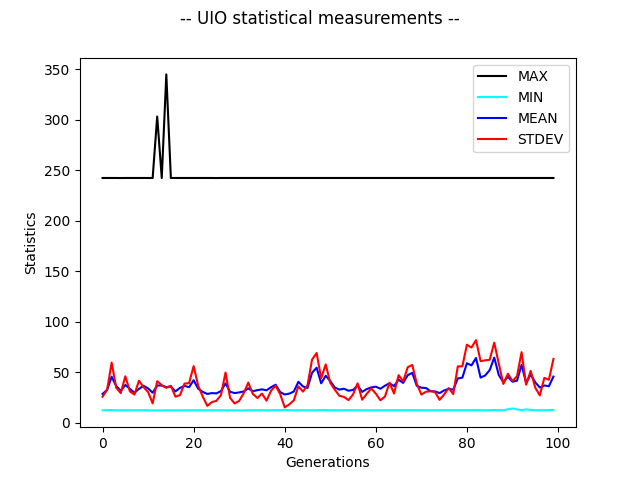 -- UIO statistical measurements --
MAX
MIN
MEAN
STDEV
Statistics
350
300
250
200
150
100
50
0
0 20 40 60 80 100
Generations